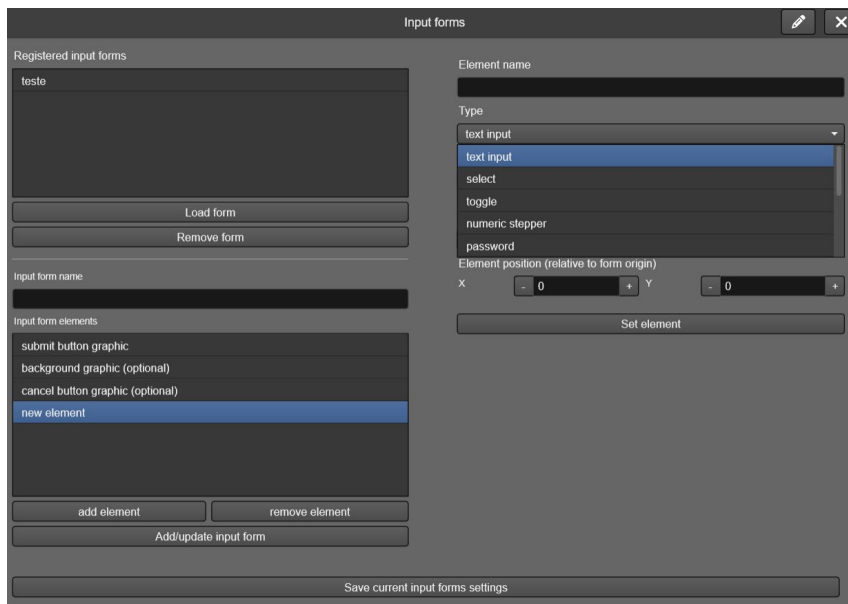 Input forms
Registered input forms
teste
Load form
Remove form
Input form name
Input form elements
submit button graphic
background graphic (optional)
cancel button graphic (optional)
new element
add element
remove element
Add/update input form
Element name
Type
text input
text input
select
toggle
numeric stepper
password
Element position (relative to form origin)
X - 0 + Y - 0 +
Set element
Save current input forms settings